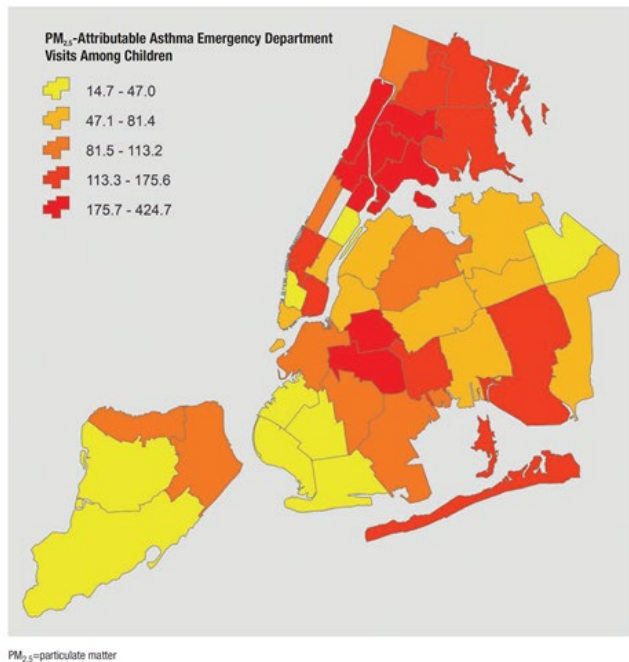 PM2.5-Attributable Asthma Emergency Department
Visits Among Children
14.7 - 47.0
47.1 - 81.4
81.5 - 113.2
113.3 - 175.6
175.7 - 424.7
PM2.5=particulate matter